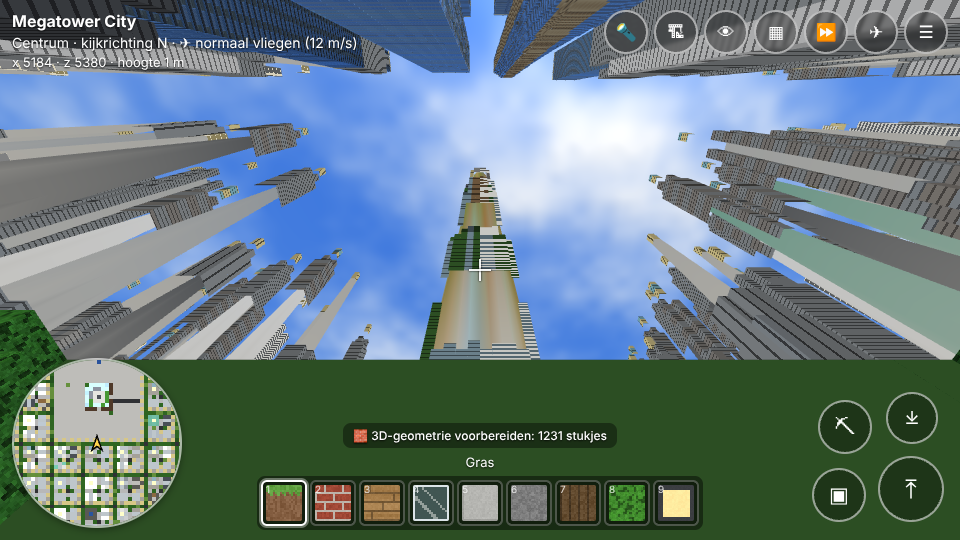 Megatower City
Centrum · kijkrichting N · ✈ normaal vliegen (12 m/s)
x 5184 · z 5380 · hoogte 1 m
🧱 3D-geometrie voorbereiden: 1231 stukjes
Gras
1 2 3 4 5 6 7 8 9